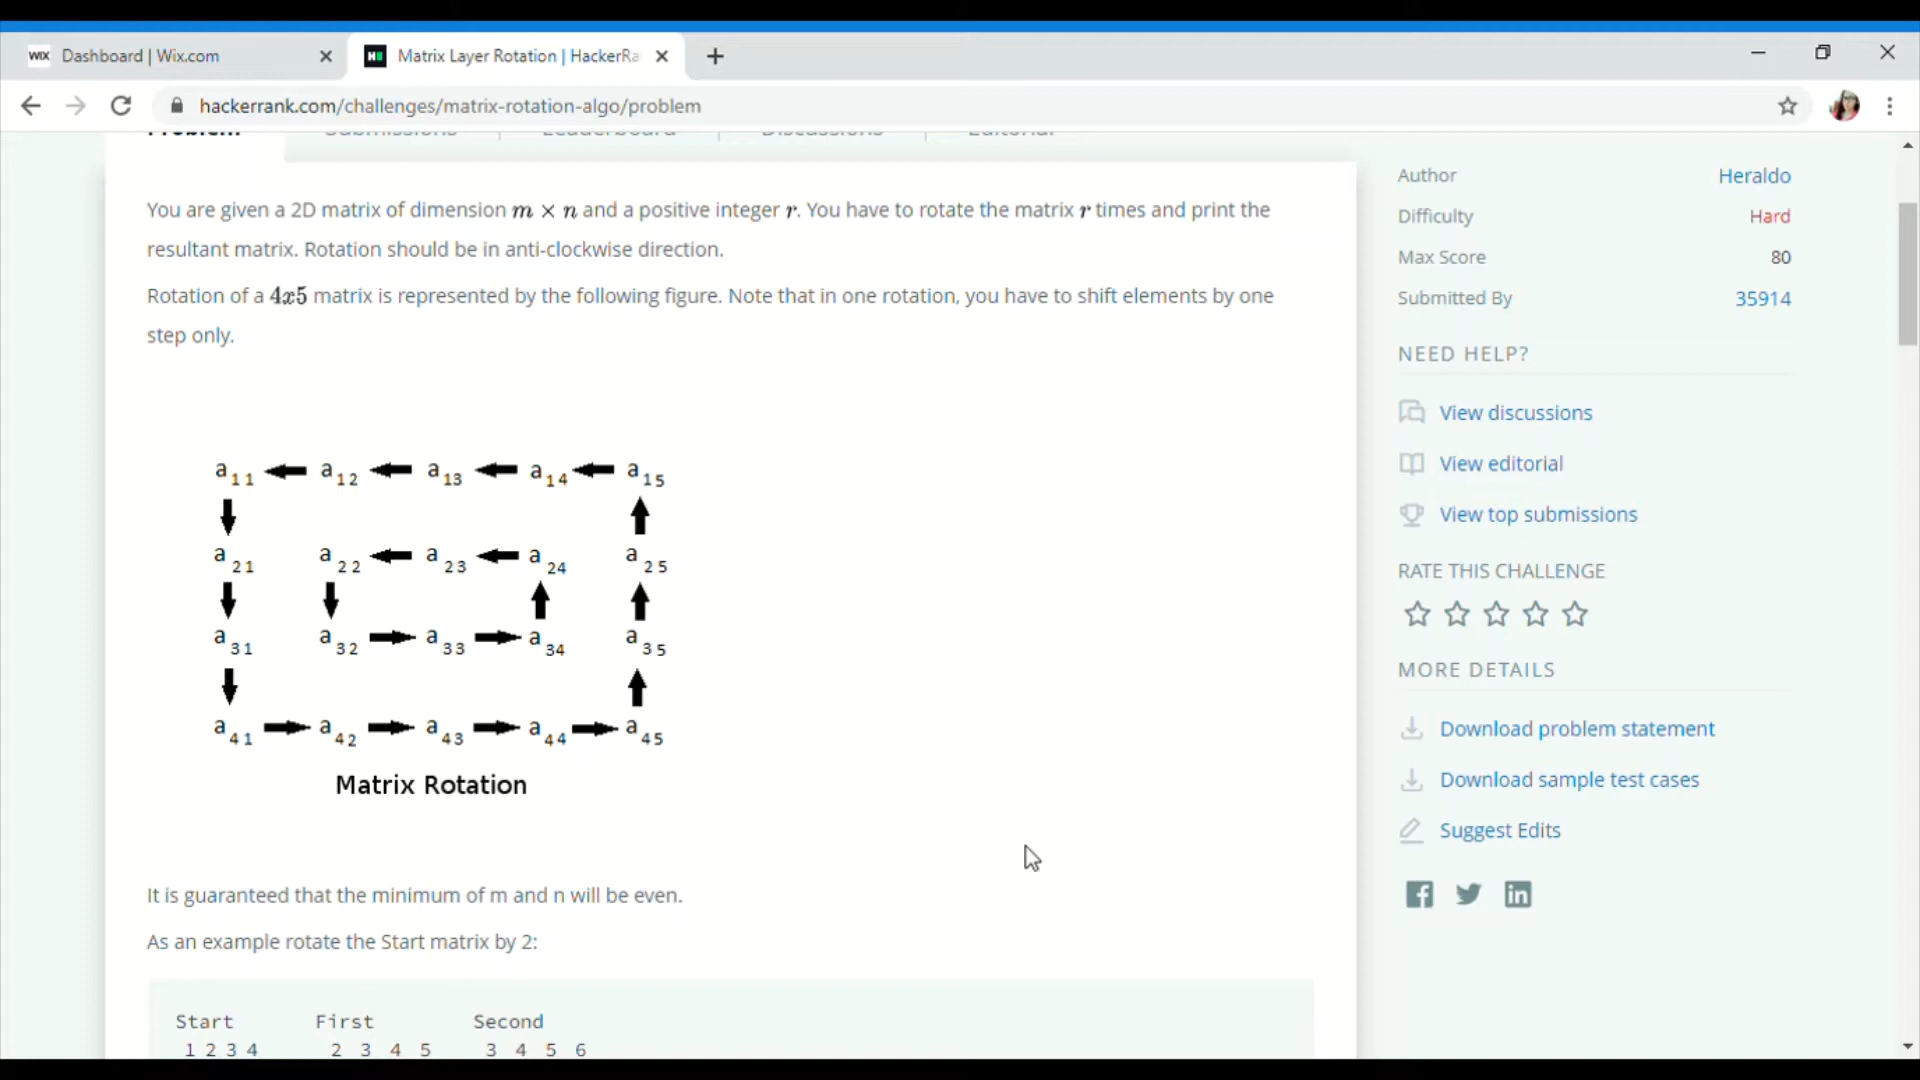 WIX Dashboard | Wix.com
Matrix Layer Rotation | HackerRa
hackerrank.com/challenges/matrix-rotation-algo/problem
Problem Submissions Leaderboard Discussions Editorial
You are given a 2D matrix of dimension m × n and a positive integer r. You have to rotate the matrix r times and print the
resultant matrix. Rotation should be in anti-clockwise direction.
Rotation of a 4x5 matrix is represented by the following figure. Note that in one rotation, you have to shift elements by one
step only.
a11 a12 a13 a14 a15
a21 a22 a23 a24 a25
a31 a32 a33 a34 a35
a41 a42 a43 a44 a45
Matrix Rotation
It is guaranteed that the minimum of m and n will be even.
As an example rotate the Start matrix by 2:
Start First Second
1 2 3 4 2 3 4 5 3 4 5 6
Author Heraldo
Difficulty Hard
Max Score 80
Submitted By 35914
NEED HELP?
View discussions
View editorial
View top submissions
RATE THIS CHALLENGE
MORE DETAILS
Download problem statement
Download sample test cases
Suggest Edits